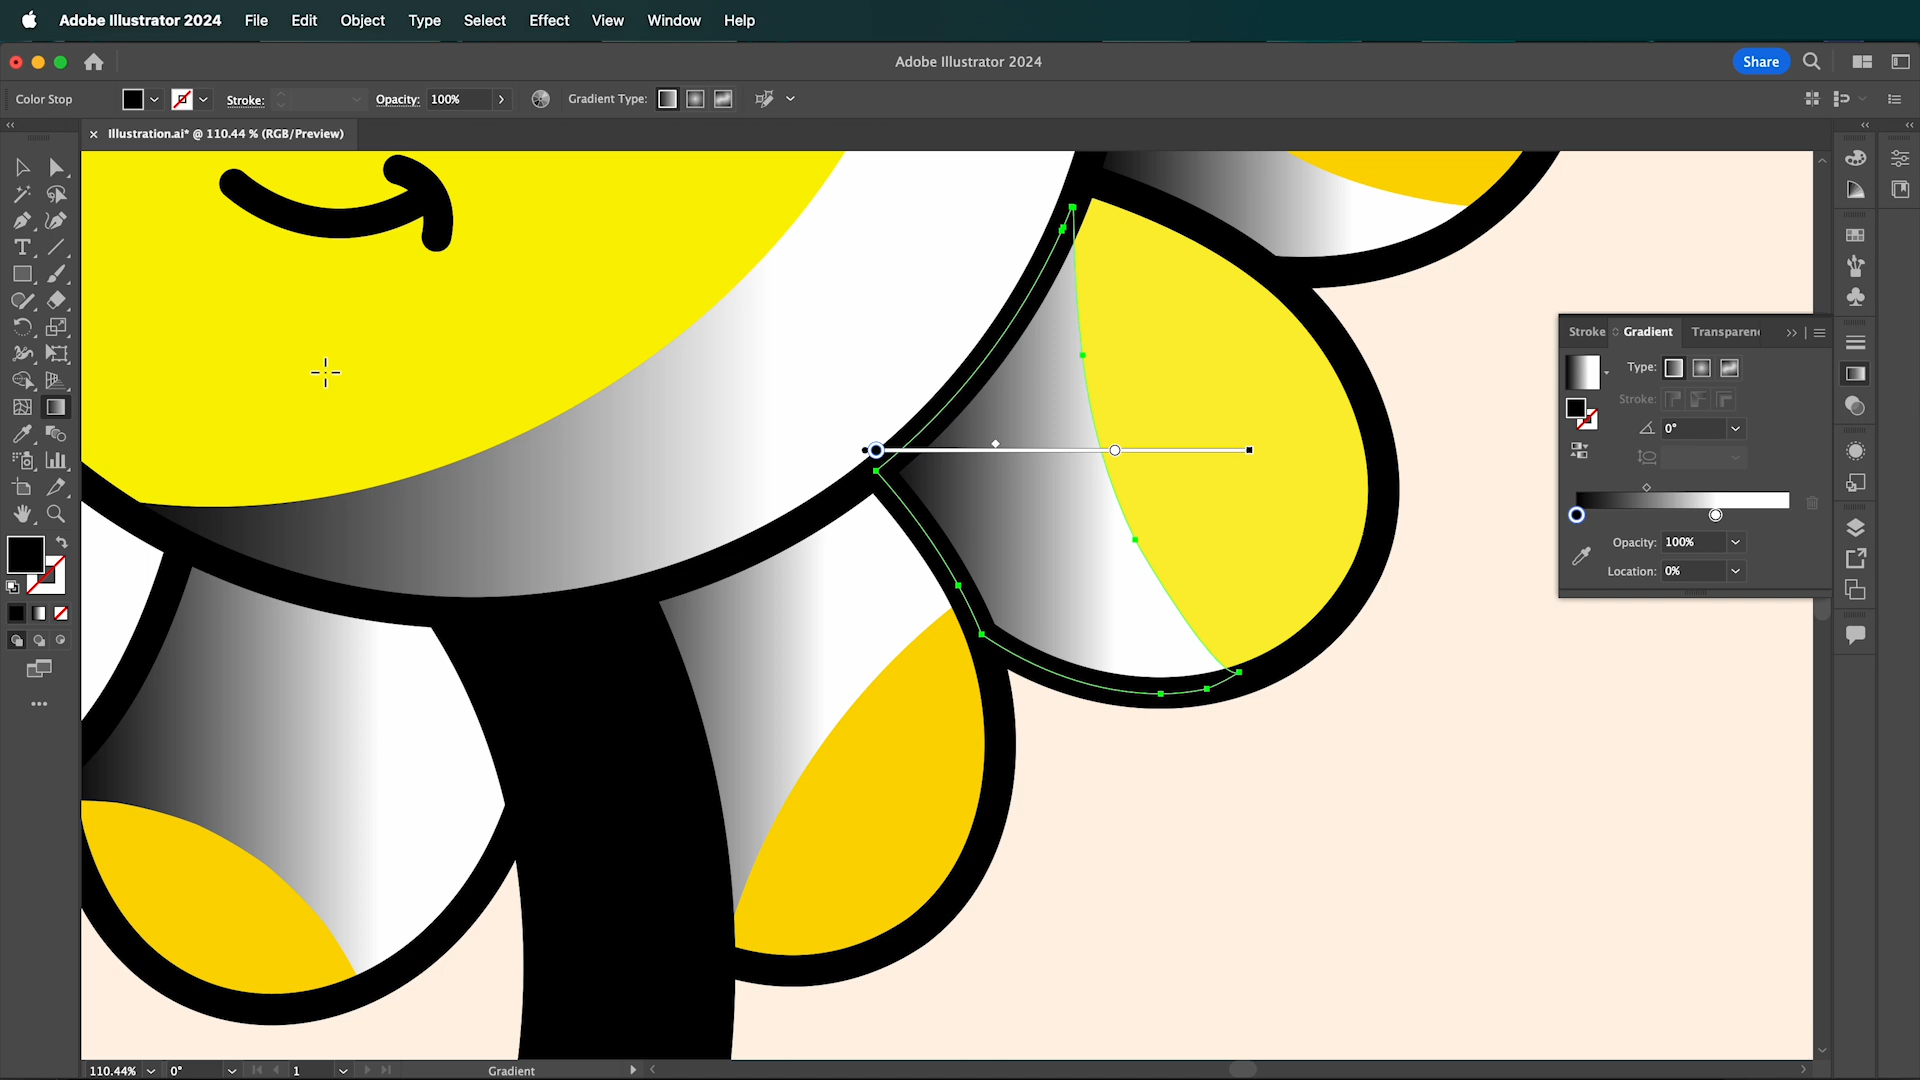 Adobe Illustrator 2024 File Edit Object Type Select Effect View Window Help
Adobe Illustrator 2024
Share
Color Stop Stroke: Opacity: 100% Gradient Type:
Illustration.ai* @ 110.44 % (RGB/Preview)
Stroke Gradient Transparen
Type:
Stroke:
0°
Opacity: 100%
Location: 0%
110.44% 0° 1 Gradient